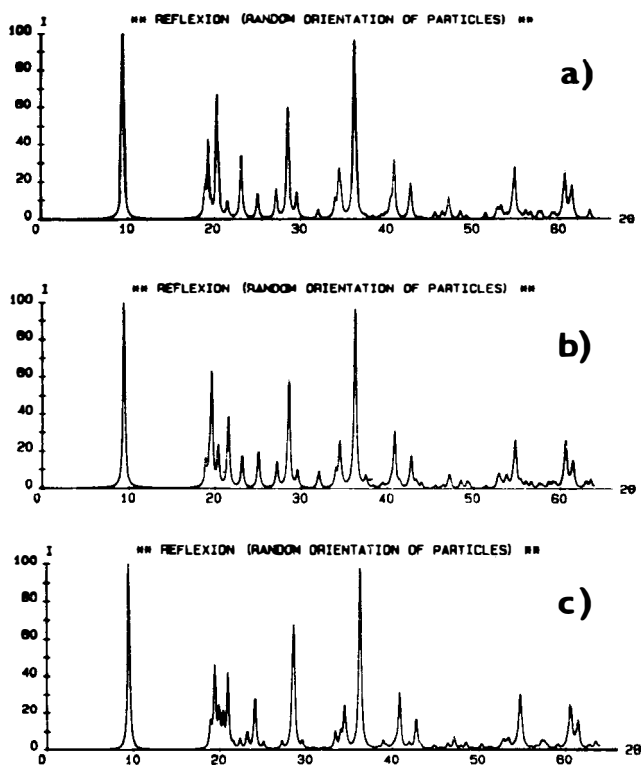 ** REFLEXION (RANDOM ORIENTATION OF PARTICLES) **
I
100
80
60
40
20
0
a)
0 10 20 30 40 50 60 2θ
** REFLEXION (RANDOM ORIENTATION OF PARTICLES) **
I
100
80
60
40
20
0
b)
0 10 20 30 40 50 60 2θ
** REFLEXION (RANDOM ORIENTATION OF PARTICLES) **
I
100
80
60
40
20
0
c)
0 10 20 30 40 50 60 2θ